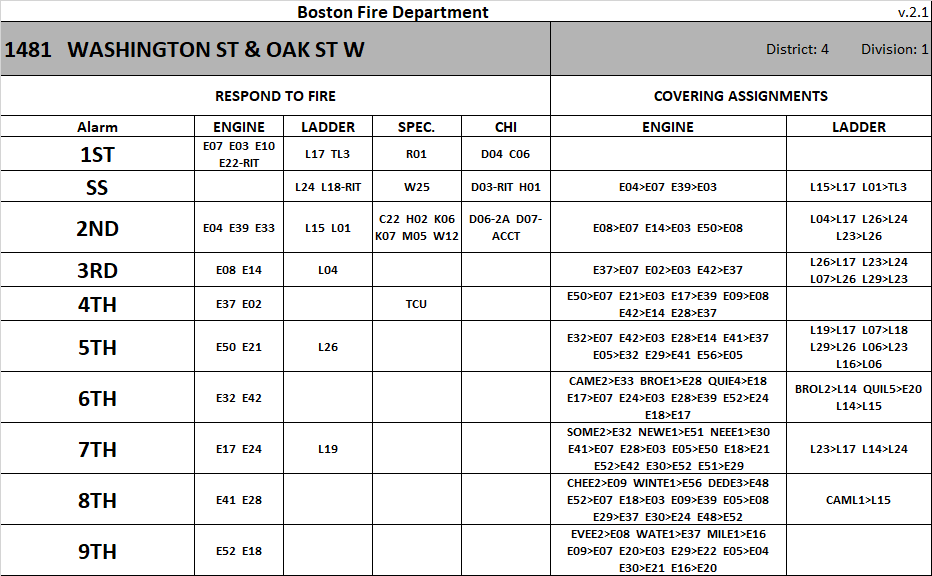 Boston Fire Department v.2.1
1481 WASHINGTON ST & OAK ST W District: 4 Division: 1
RESPOND TO FIRE COVERING ASSIGNMENTS
Alarm ENGINE LADDER SPEC. CHI ENGINE LADDER
1ST E07 E03 E10 E22-RIT L17 TL3 R01 D04 C06
SS L24 L18-RIT W25 D03-RIT H01 E04>E07 E39>E03 L15>L17 L01>TL3
2ND E04 E39 E33 L15 L01 C22 H02 K06 K07 M05 W12 D06-2A D07-ACCT E08>E07 E14>E03 E50>E08 L04>L17 L26>L24 L23>L26
3RD E08 E14 L04 E37>E07 E02>E03 E42>E37 L26>L17 L23>L24 L07>L26 L29>L23
4TH E37 E02 TCU E50>E07 E21>E03 E17>E39 E09>E08 E42>E14 E28>E37
5TH E50 E21 L26 E32>E07 E42>E03 E28>E14 E41>E37 E05>E32 E29>E41 E56>E05 L19>L17 L07>L18 L29>L26 L06>L23 L16>L06
6TH E32 E42 CAME2>E33 BROE1>E28 QUIE4>E18 E17>E07 E24>E03 E28>E39 E52>E24 E18>E17 BROL2>L14 QUIL5>E20 L14>L15
7TH E17 E24 L19 SOME2>E32 NEWE1>E51 NEEE1>E30 E41>E07 E28>E03 E05>E50 E18>E21 E52>E42 E30>E52 E51>E29 L23>L17 L14>L24
8TH E41 E28 CHEE2>E09 WINTE1>E56 DEDE3>E48 E52>E07 E18>E03 E09>E39 E05>E08 E29>E37 E30>E24 E48>E52 CAML1>L15
9TH E52 E18 EVEE2>E08 WATE1>E37 MILE1>E16 E09>E07 E20>E03 E29>E22 E05>E04 E30>E21 E16>E20